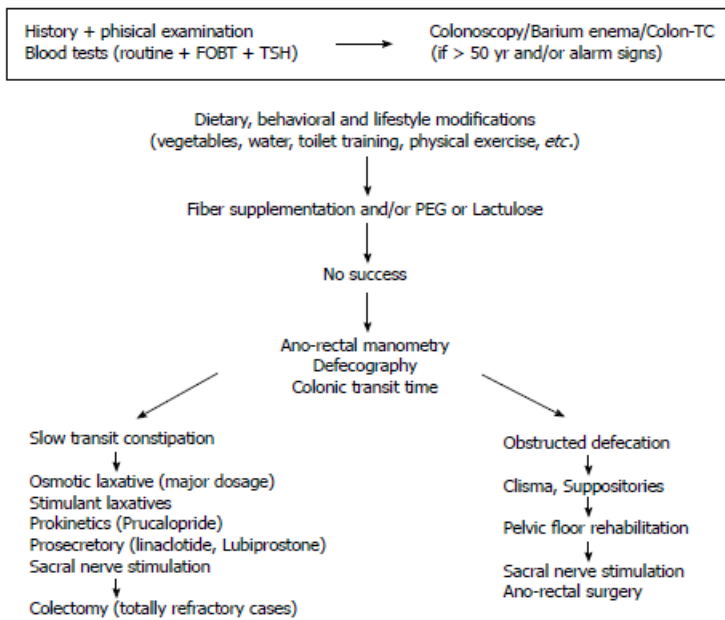 History + phisical examination
Blood tests (routine + FOBT + TSH)
Colonoscopy/Barium enema/Colon-TC
(if > 50 yr and/or alarm signs)
Dietary, behavioral and lifestyle modifications
(vegetables, water, toilet training, physical exercise, etc.)
Fiber supplementation and/or PEG or Lactulose
No success
Ano-rectal manometry
Defecography
Colonic transit time
Slow transit constipation
Osmotic laxative (major dosage)
Stimulant laxatives
Prokinetics (Prucalopride)
Prosecretory (linaclotide, Lubiprostone)
Sacral nerve stimulation
Colectomy (totally refractory cases)
Obstructed defecation
Clisma, Suppositories
Pelvic floor rehabilitation
Sacral nerve stimulation
Ano-rectal surgery